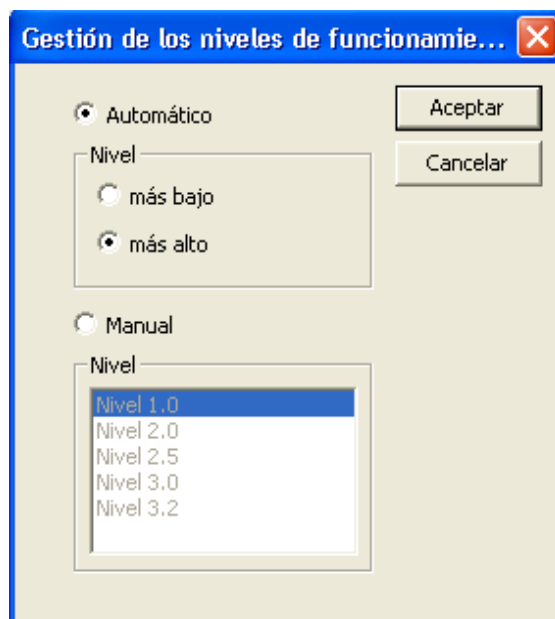 Gestión de los niveles de funcionamie...
Automático
Aceptar
Nivel
Cancelar
más bajo
más alto
Manual
Nivel
Nivel 1.0
Nivel 2.0
Nivel 2.5
Nivel 3.0
Nivel 3.2